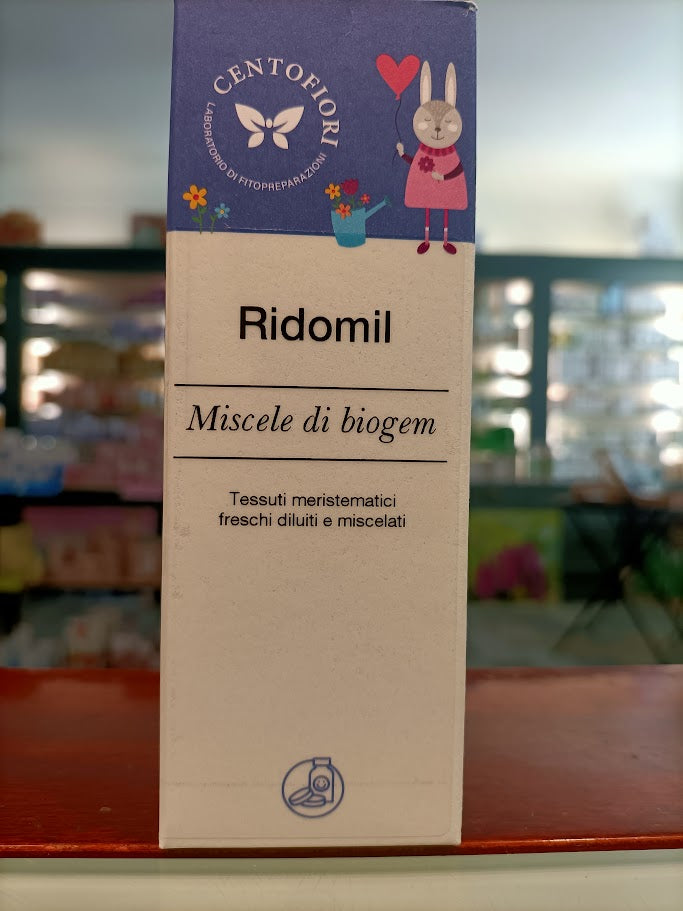 CENTOFIORI
LABORATORIO DI FITOPREPARAZIONI
Ridomil
Miscele di biogem
Tessuti meristematici
freschi diluiti e miscelati